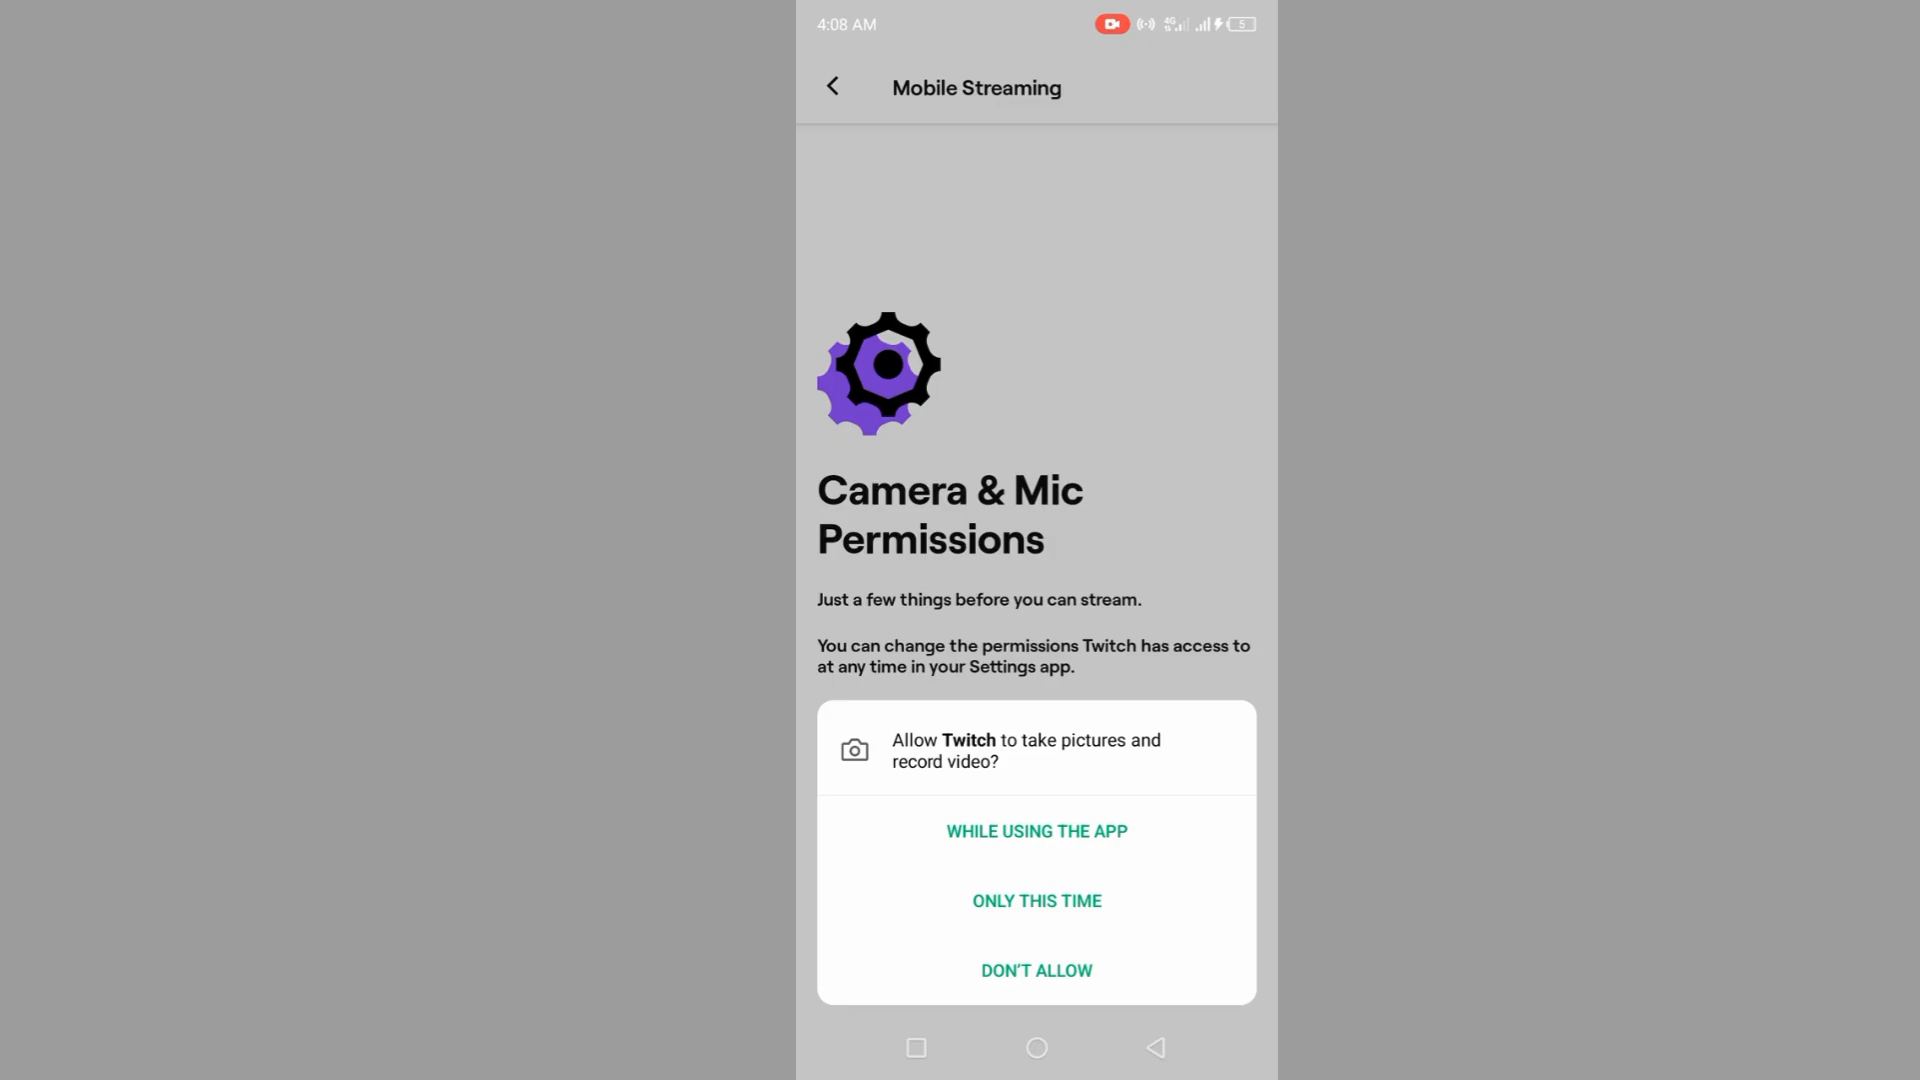 4:08 AM
4G
5
Mobile Streaming
Camera & Mic
Permissions
Just a few things before you can stream.
You can change the permissions Twitch has access to
at any time in your Settings app.
Allow Twitch to take pictures and
record video?
WHILE USING THE APP
ONLY THIS TIME
DON'T ALLOW